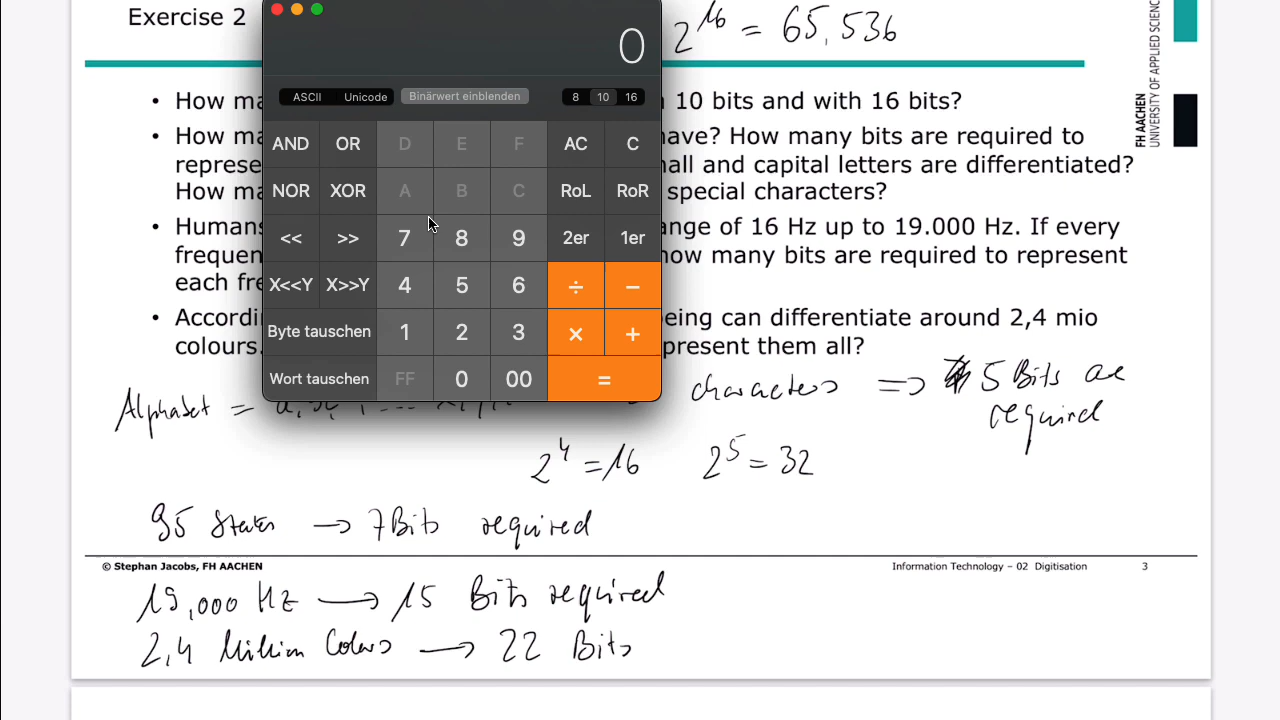 Exercise 2
2^16 = 65,536
FH AACHEN
UNIVERSITY OF APPLIED SCIENC
0
ASCII Unicode Binärwert einblenden 8 10 16
• How ma 10 bits and with 16 bits?
AND OR D E F AC C
• How ma have? How many bits are required to
represe all and capital letters are differentiated?
How ma special characters?
NOR XOR A B C RoL RoR
• Humans ange of 16 Hz up to 19.000 Hz. If every
<< >> 7 8 9 2er 1er
frequen how many bits are required to represent
each fre
X<<Y X>>Y 4 5 6 ÷ −
• Accordi being can differentiate around 2,4 mio
Byte tauschen 1 2 3 × +
colours. present them all?
Wort tauschen FF 0 00 =
Alphabet = characters => 5 Bits are
required
2^4 = 16 2^5 = 32
95 States → 7 Bits required
© Stephan Jacobs, FH AACHEN Information Technology – 02 Digitisation 3
19,000 Hz → 15 Bits required
2,4 Million Colors → 22 Bits